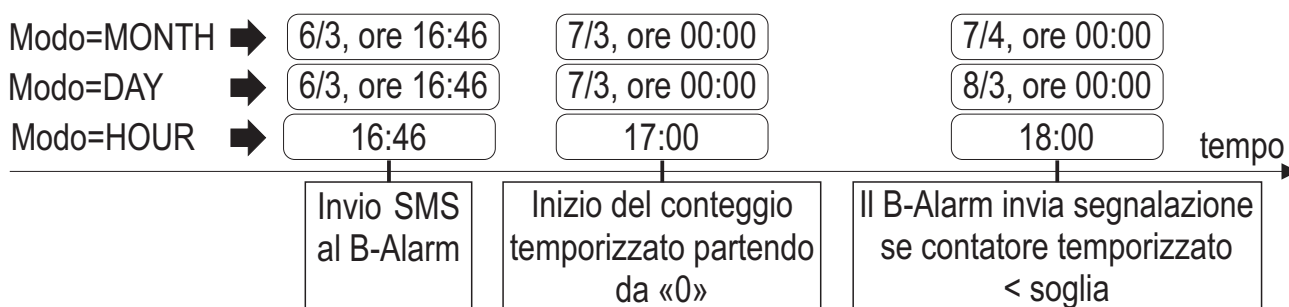 Modo=MONTH 6/3, ore 16:46 7/3, ore 00:00 7/4, ore 00:00
Modo=DAY 6/3, ore 16:46 7/3, ore 00:00 8/3, ore 00:00
Modo=HOUR 16:46 17:00 18:00
tempo
Invio SMS
al B-Alarm
Inizio del conteggio
temporizzato partendo
da «0»
Il B-Alarm invia segnalazione
se contatore temporizzato
< soglia